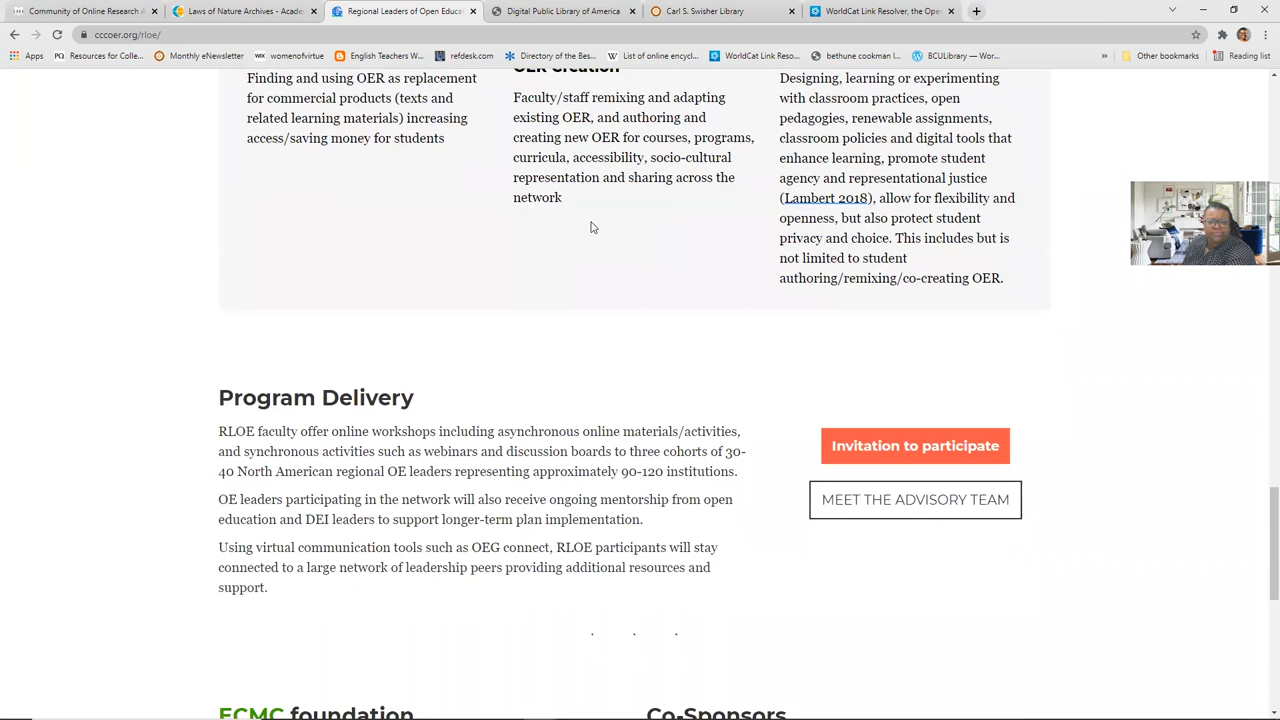 Community of Online Research A
Laws of Nature Archives - Acade
Regional Leaders of Open Educa
Digital Public Library of America
Carl S. Swisher Library
WorldCat Link Resolver, the Ope
cccoer.org/rloe/
Apps
Resources for Colle...
Monthly eNewsletter
womenofvirtue
English Teachers W...
refdesk.com
Directory of the Bes...
List of online encycl...
WorldCat Link Reso...
bethune cookman l...
BCULibrary — Wor...
»
Other bookmarks
Reading list
Finding and using OER as replacement
for commercial products (texts and
related learning materials) increasing
access/saving money for students
OER Creation
Faculty/staff remixing and adapting
existing OER, and authoring and
creating new OER for courses, programs,
curricula, accessibility, socio-cultural
representation and sharing across the
network
Designing, learning or experimenting
with classroom practices, open
pedagogies, renewable assignments,
classroom policies and digital tools that
enhance learning, promote student
agency and representational justice
(Lambert 2018), allow for flexibility and
openness, but also protect student
privacy and choice. This includes but is
not limited to student
authoring/remixing/co-creating OER.
Program Delivery
RLOE faculty offer online workshops including asynchronous online materials/activities,
and synchronous activities such as webinars and discussion boards to three cohorts of 30-
40 North American regional OE leaders representing approximately 90-120 institutions.
OE leaders participating in the network will also receive ongoing mentorship from open
education and DEI leaders to support longer-term plan implementation.
Using virtual communication tools such as OEG connect, RLOE participants will stay
connected to a large network of leadership peers providing additional resources and
support.
Invitation to participate
MEET THE ADVISORY TEAM
. . .
ECMC foundation
Co-Sponsors